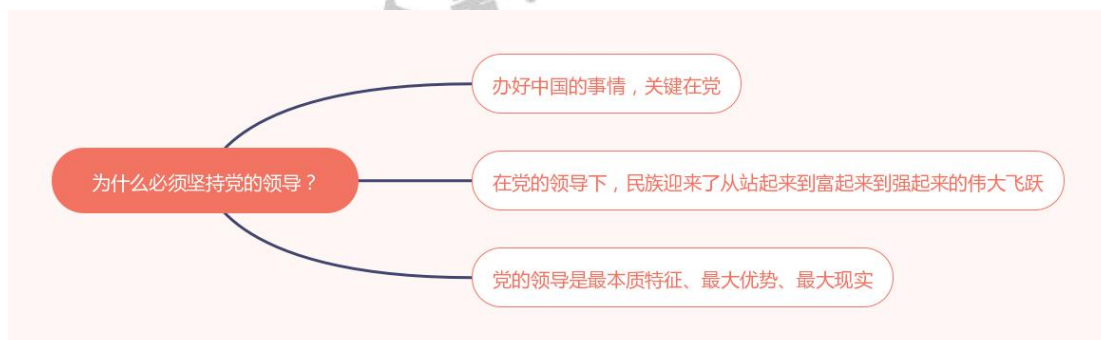 办好中国的事情，关键在党
为什么必须坚持党的领导？
在党的领导下，民族迎来了从站起来到富起来到强起来的伟大飞跃
党的领导是最本质特征、最大优势、最大现实